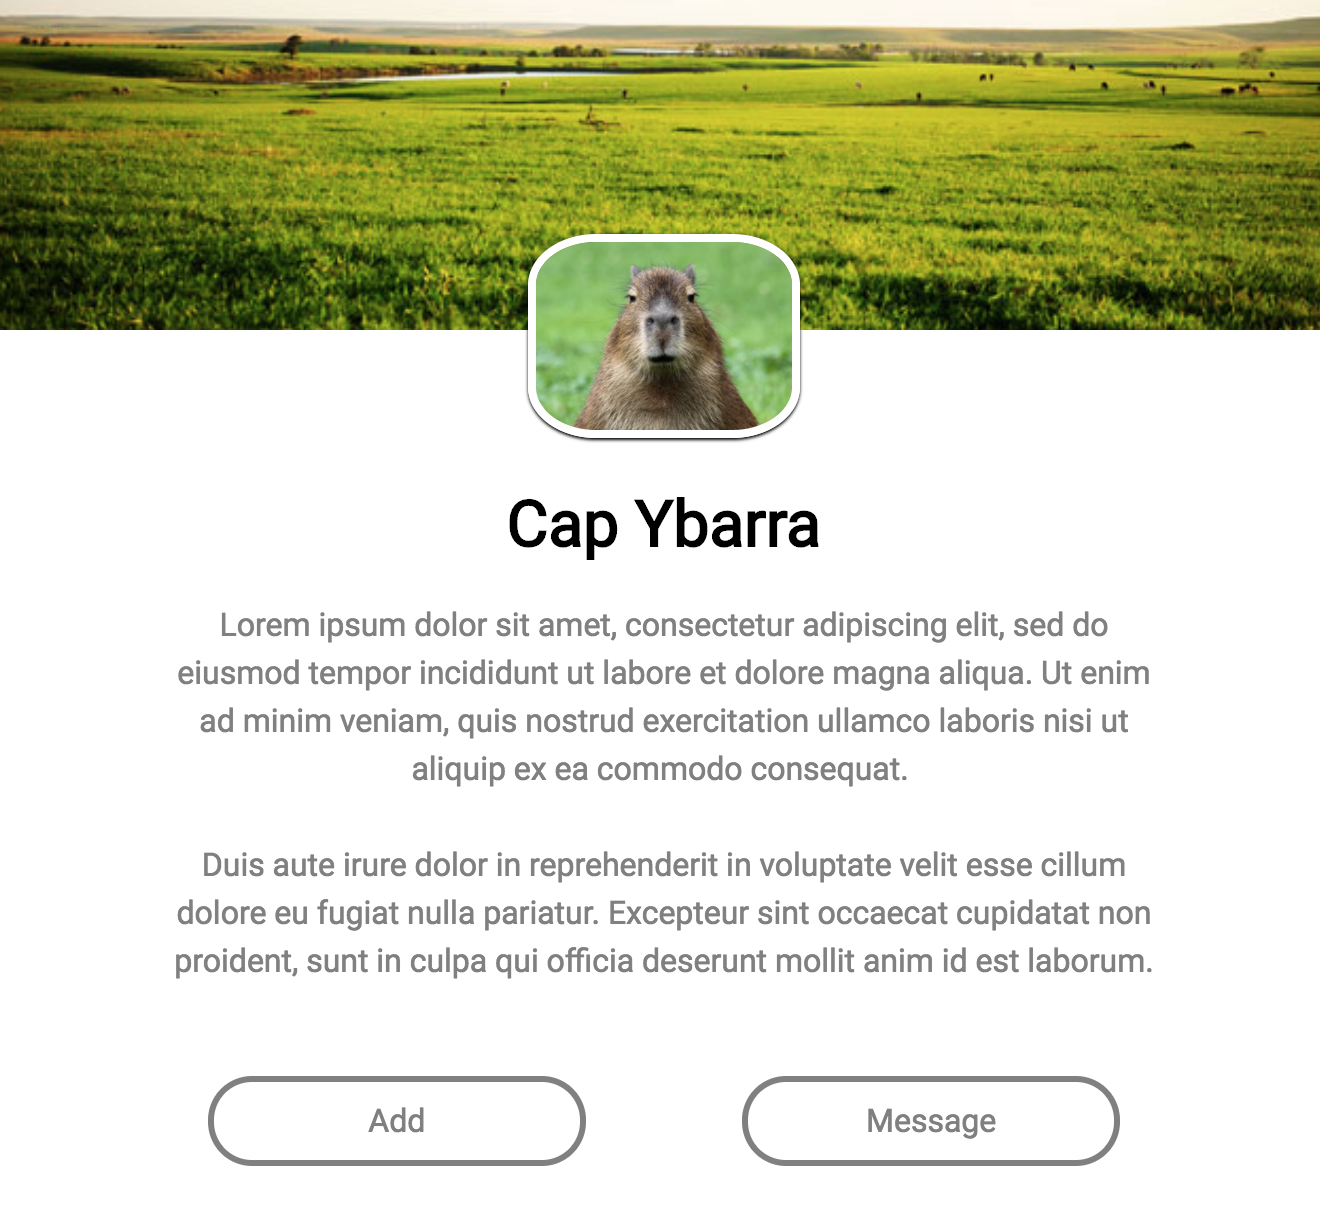 Cap Ybarra
Lorem ipsum dolor sit amet, consectetur adipiscing elit, sed do
eiusmod tempor incididunt ut labore et dolore magna aliqua. Ut enim
ad minim veniam, quis nostrud exercitation ullamco laboris nisi ut
aliquip ex ea commodo consequat.
Duis aute irure dolor in reprehenderit in voluptate velit esse cillum
dolore eu fugiat nulla pariatur. Excepteur sint occaecat cupidatat non
proident, sunt in culpa qui officia deserunt mollit anim id est laborum.
Add
Message